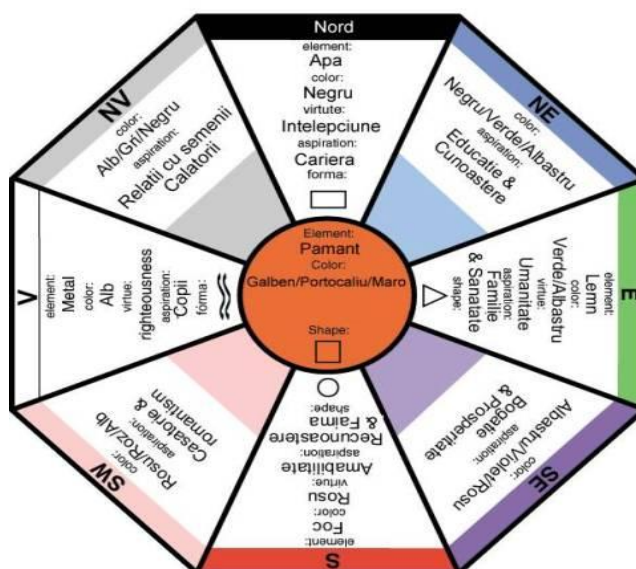 Nord
element:
Apa
color:
Negru
virtute:
Intelepciune
aspiration:
Cariera
forma:
NE
color:
Negru/Verde/Albastru
aspiration:
Educatie &
Cunoastere
E
element:
Lemn
color:
Verde/Albastru
virtue:
Umanitate
aspiration:
Familie
& Sanatate
shape:
SE
color:
Albastru/Violet/Rosu
aspiration:
Bogatie
& Prosperitate
S
element:
Foc
color:
Rosu
virtue:
Amabilitate
aspiration:
Recunoastere
& Faima
shape:
SW
color:
Rosu/Roz/Alb
aspiration:
Casatorie &
romantism
V
element:
Metal
color:
Alb
virtue:
righteousness
aspiration:
Copii
forma:
NV
color:
Alb/Gri/Negru
aspiration:
Relatii cu semenii
Calatorii
Element:
Pamant
Color:
Galben/Portocaliu/Maro
Shape: